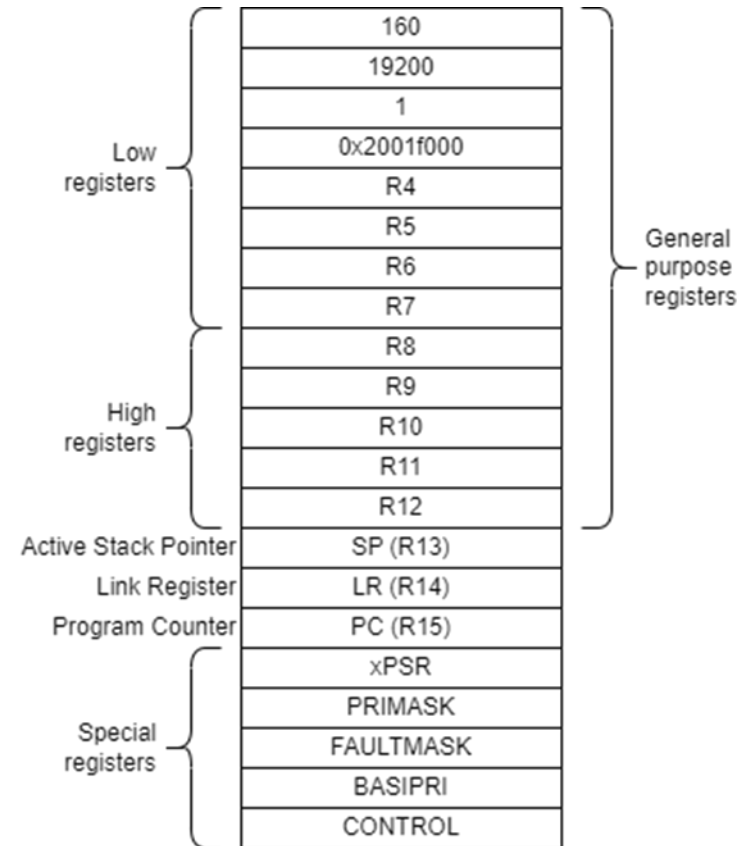 160
19200
1
0x2001f000
Low
registers
R4
R5
R6
General
purpose
registers
R7
R8
R9
High
registers
R10
R11
R12
Active Stack Pointer
SP (R13)
Link Register
LR (R14)
Program Counter
PC (R15)
xPSR
PRIMASK
Special
registers
FAULTMASK
BASIPRI
CONTROL